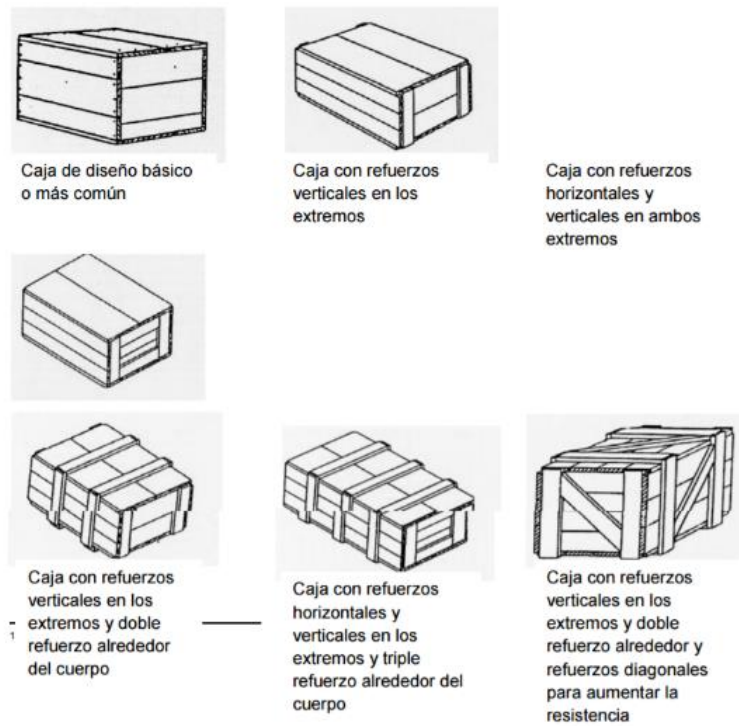 Caja de diseño básico
o más común
Caja con refuerzos
verticales en los
extremos
Caja con refuerzos
horizontales y
verticales en ambos
extremos
Caja con refuerzos
verticales en los
extremos y doble
refuerzo alrededor
del cuerpo
1
Caja con refuerzos
horizontales y
verticales en los
extremos y triple
refuerzo alrededor del
cuerpo
Caja con refuerzos
verticales en los
extremos y doble
refuerzo alrededor y
refuerzos diagonales
para aumentar la
resistencia